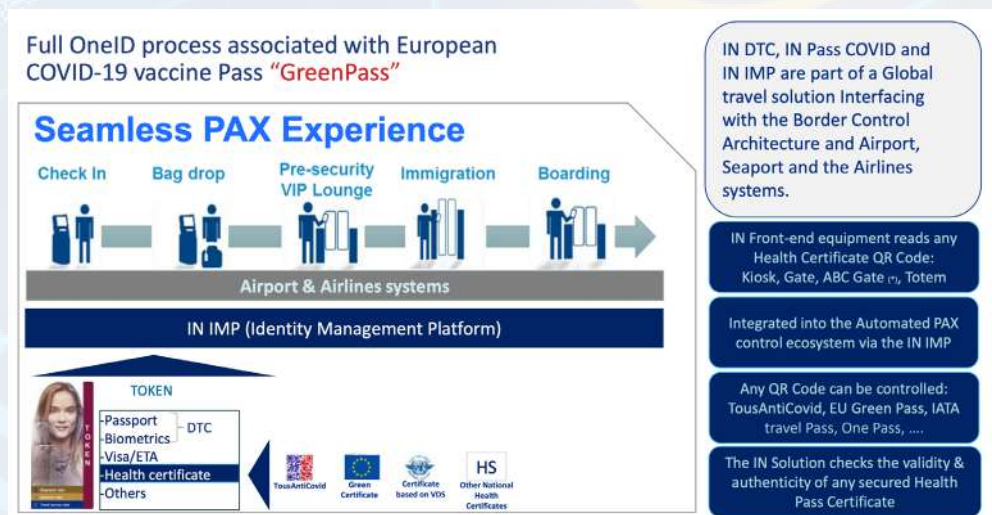 Full OneID process associated with European
COVID-19 vaccine Pass “GreenPass”
Seamless PAX Experience
Check In
Bag drop
Pre-security
VIP Lounge
Immigration
Boarding
Airport & Airlines systems
IN IMP (Identity Management Platform)
TOKEN
TOKEN
-Passport
-Biometrics
DTC
-Visa/ETA
-Health certificate
-Others
TousAntiCovid
Green
Certificate
Certificate
based on VDS
HS
Other National
Health
Certificates
IN DTC, IN Pass COVID and
IN IMP are part of a Global
travel solution Interfacing
with the Border Control
Architecture and Airport,
Seaport and the Airlines
systems.
IN Front-end equipment reads any
Health Certificate QR Code:
Kiosk, Gate, ABC Gate (*), Totem
Integrated into the Automated PAX
control ecosystem via the IN IMP
Any QR Code can be controlled:
TousAntiCovid, EU Green Pass, IATA
travel Pass, One Pass, ....
The IN Solution checks the validity &
authenticity of any secured Health
Pass Certificate